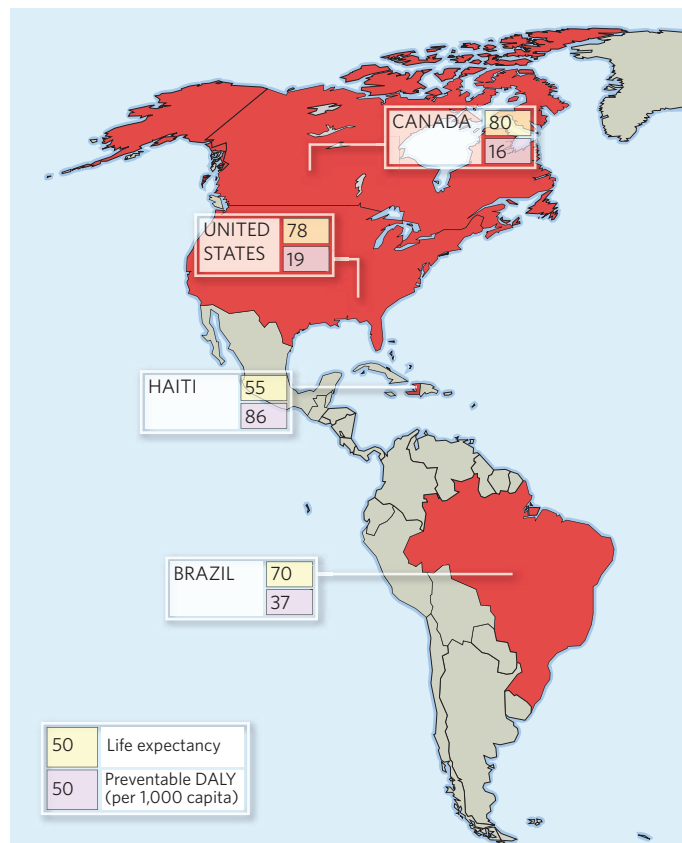 CANADA 80
16
UNITED STATES 78
19
HAITI 55
86
BRAZIL 70
37
50 Life expectancy
50 Preventable DALY
(per 1,000 capita)